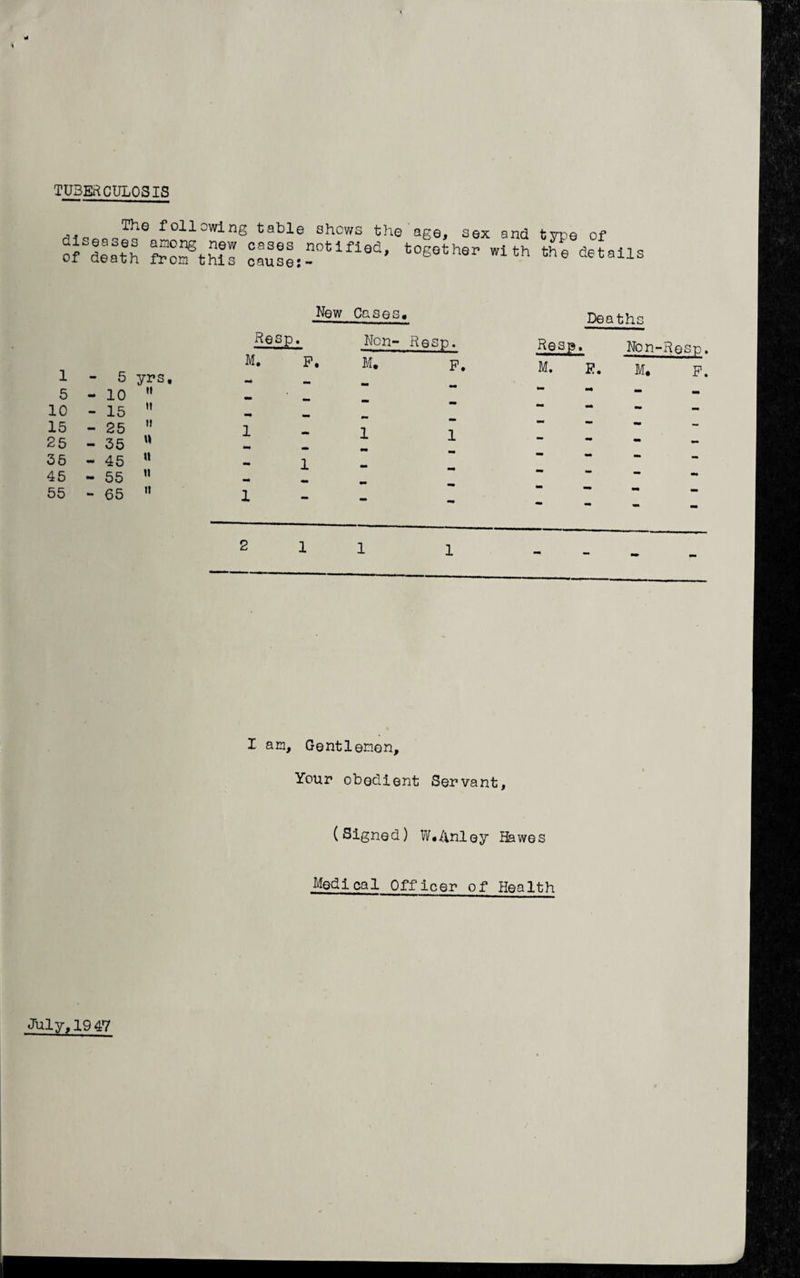 TUBERCULOSIS
The following table shows the age, sex and type of
diseases among new cases notified, together with the details
of death from this cause:-
New Cases. Deaths
Resp. Non- Resp. Resp. Non-Resp.
M. F. M. F. M. F. M. F.
1 - 5 yrs. - - - - - - - -
5 - 10 " - - - - - - - -
10 - 15 " - - - - - - - -
15 - 25 " 1 - 1 1 - - - -
25 - 35 " - - - - - - - -
35 - 45 " - 1 - - - - - -
45 - 55 " - - - - - - - -
55 - 65 " 1 - - - - - - -
2 1 1 1 - - - -
I am, Gentlemen,
Your obedient Servant,
(Signed) W.Anley Hawes
Medical Officer of Health
July,1947